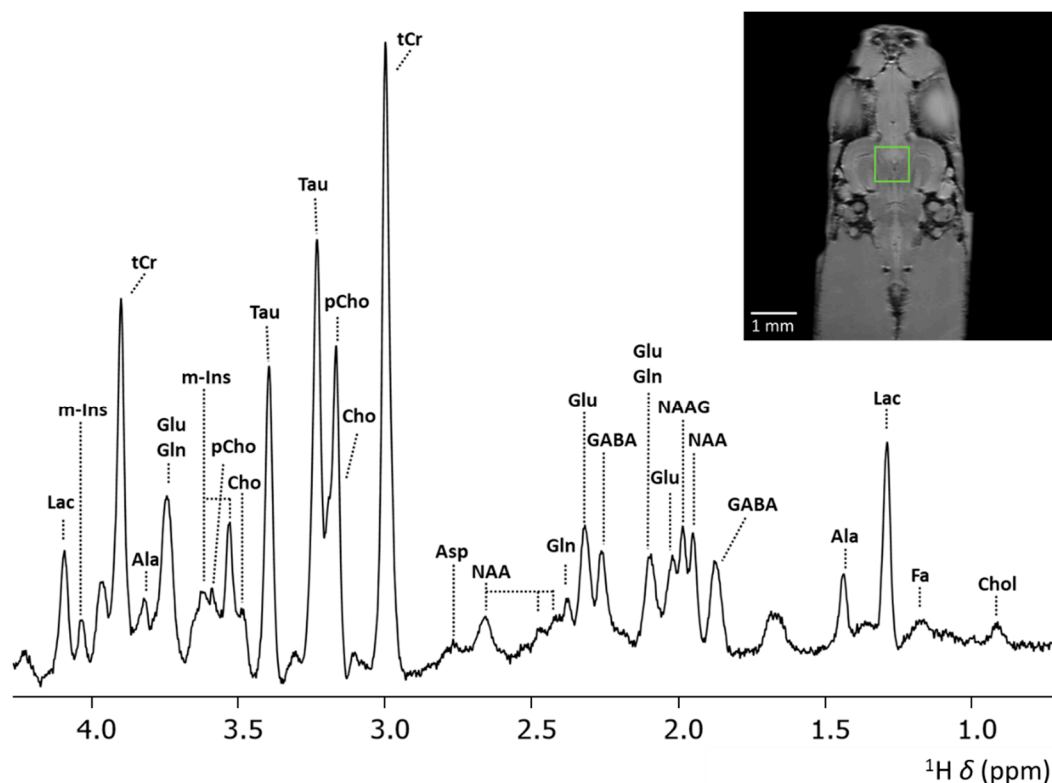 tCr
Tau
pCho
tCr
Tau
m-Ins
Cho
m-Ins
Glu
Gln
pCho
Cho
Lac
Ala
Glu
Gln
NAAG
Glu
GABA
NAA
Glu
GABA
Asp
NAA
Gln
Lac
Ala
Fa
Chol
1 mm
4.0 3.5 3.0 2.5 2.0 1.5 1.0
¹H δ (ppm)